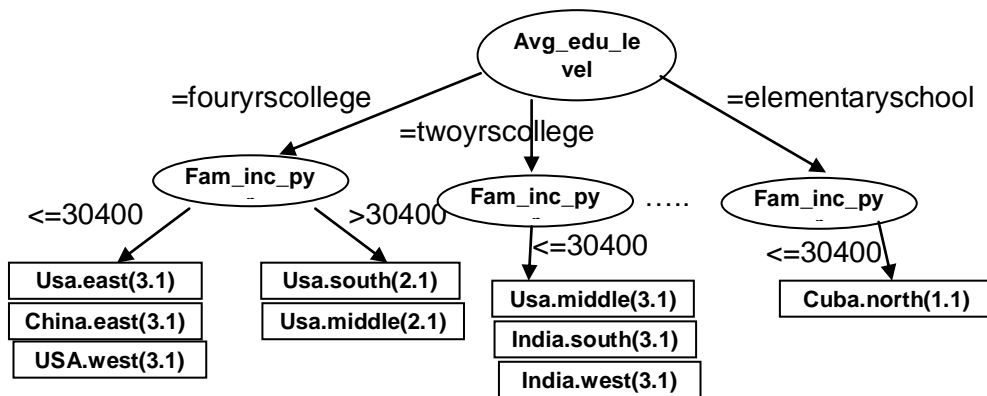 Avg_edu_le
vel
=fouryrscollege
=elementaryschool
=twoyrscollege
Fam_inc_py
--
Fam_inc_py
--
.....
Fam_inc_py
--
<=30400
>30400
<=30400
<=30400
Usa.east(3.1)
Usa.south(2.1)
Usa.middle(3.1)
Cuba.north(1.1)
China.east(3.1)
Usa.middle(2.1)
India.south(3.1)
USA.west(3.1)
India.west(3.1)